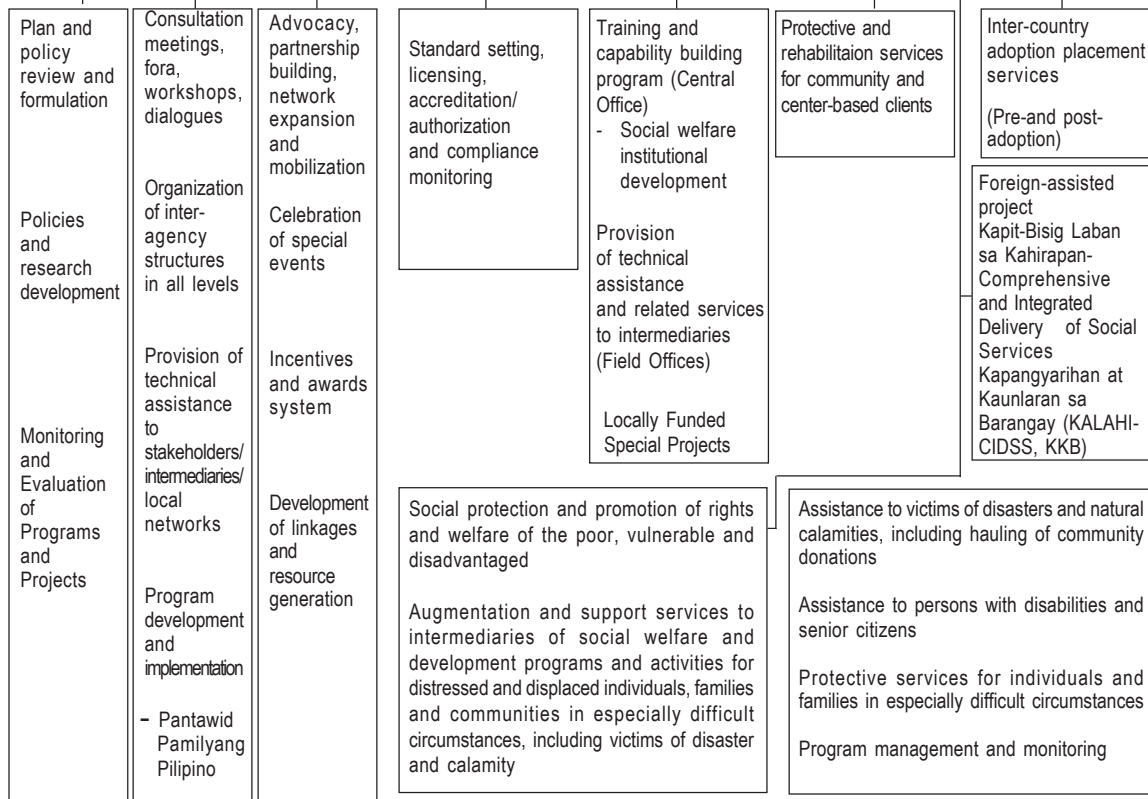 Plan and
policy
review and
formulation
Policies
and
research
development
Monitoring
and
Evaluation
of
Programs
and
Projects
Consultation
meetings,
fora,
workshops,
dialogues
Organization
of inter-
agency
structures
in all levels
Provision of
technical
assistance
to
stakeholders/
intermediaries/
local
networks
Program
development
and
implementation
- Pantawid
Pamilyang
Pilipino
Advocacy,
partnership
building,
network
expansion
and
mobilization
Celebration
of special
events
Incentives
and awards
system
Development
of linkages
and
resource
generation
Standard setting,
licensing,
accreditation/
authorization
and compliance
monitoring
Training and
capability building
program (Central
Office)
- Social welfare
institutional
development
Provision
of technical
assistance
and related services
to intermediaries
(Field Offices)
Locally Funded
Special Projects
Protective and
rehabilitaion services
for community and
center-based clients
Inter-country
adoption placement
services
(Pre-and post-
adoption)
Foreign-assisted
project
Kapit-Bisig Laban
sa Kahirapan-
Comprehensive
and Integrated
Delivery of Social
Services
Kapangyarihan at
Kaunlaran sa
Barangay (KALAHI-
CIDSS, KKB)
Social protection and promotion of rights
and welfare of the poor, vulnerable and
disadvantaged
Augmentation and support services to
intermediaries of social welfare and
development programs and activities for
distressed and displaced individuals, families
and communities in especially difficult
circumstances, including victims of disaster
and calamity
Assistance to victims of disasters and natural
calamities, including hauling of community
donations
Assistance to persons with disabilities and
senior citizens
Protective services for individuals and
families in especially difficult circumstances
Program management and monitoring